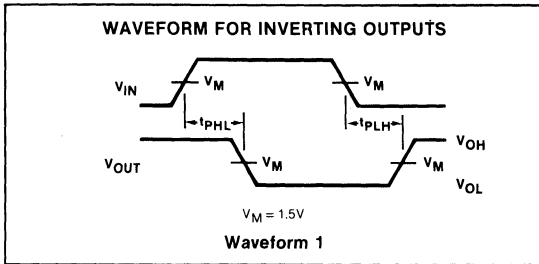 WAVEFORM FOR INVERTING OUTPUTS
VIN
VM
VM
tPHL
tPLH
VOUT
VM
VOH
VM
VOL
VM = 1.5V
Waveform 1